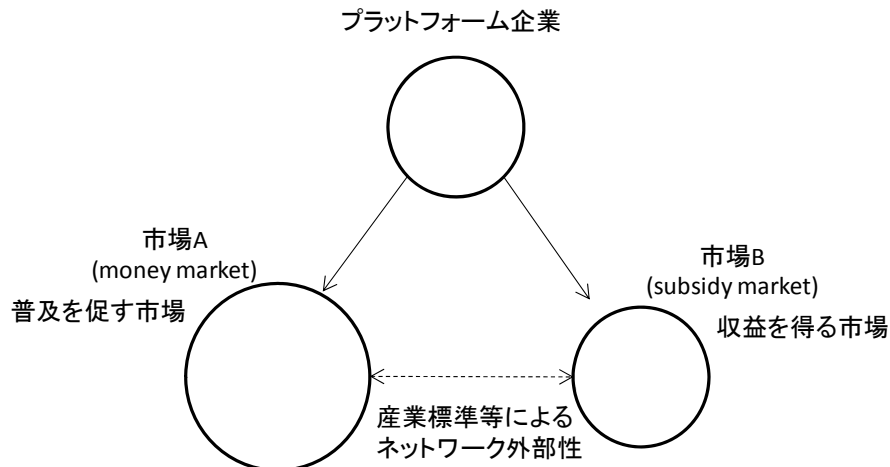 プラットフォーム企業
市場A
(money market)
普及を促す市場
市場B
(subsidy market)
収益を得る市場
産業標準等による
ネットワーク外部性